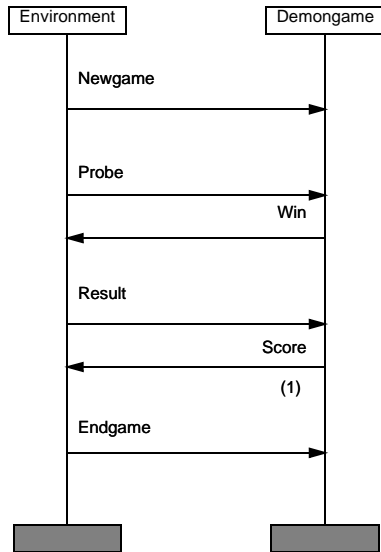 Environment
Demongame
Newgame
Probe
Win
Result
Score
(1)
Endgame